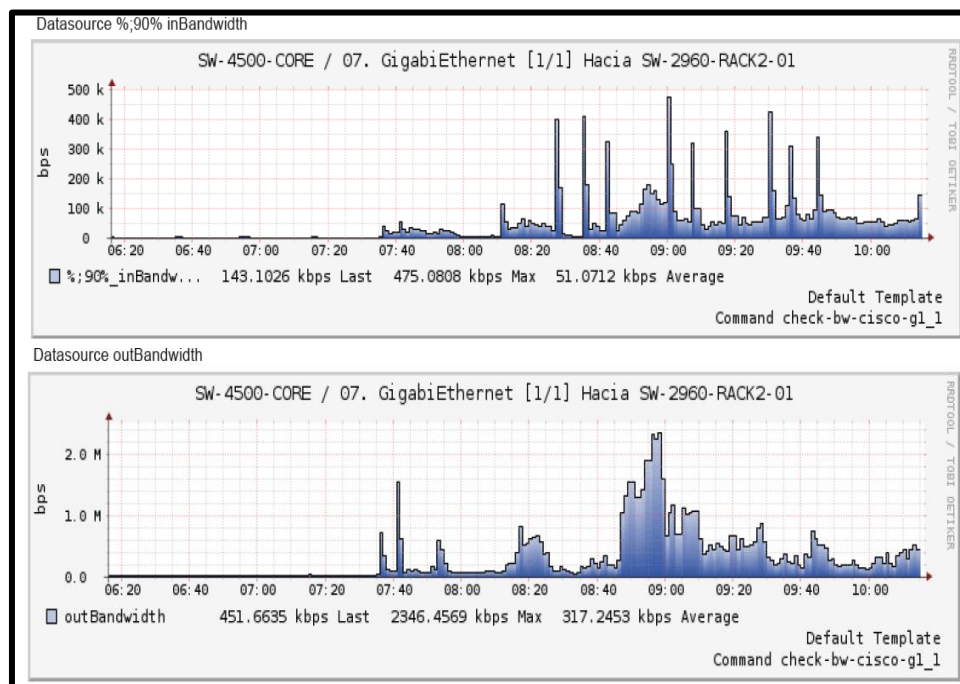 Datasource %;90% inBandwidth
SW-4500-CORE / 07. GigabiEthernet [1/1] Hacia SW-2960-RACK2-01
RRDTOOL / TOBI OETIKER
bps
500 k
400 k
300 k
200 k
100 k
0
06:20 06:40 07:00 07:20 07:40 08:00 08:20 08:40 09:00 09:20 09:40 10:00
%;90%_inBandw... 143.1026 kbps Last 475.0808 kbps Max 51.0712 kbps Average
Default Template
Command check-bw-cisco-g1_1
Datasource outBandwidth
SW-4500-CORE / 07. GigabiEthernet [1/1] Hacia SW-2960-RACK2-01
RRDTOOL / TOBI OETIKER
bps
2.0 M
1.0 M
0.0
06:20 06:40 07:00 07:20 07:40 08:00 08:20 08:40 09:00 09:20 09:40 10:00
outBandwidth 451.6635 kbps Last 2346.4569 kbps Max 317.2453 kbps Average
Default Template
Command check-bw-cisco-g1_1